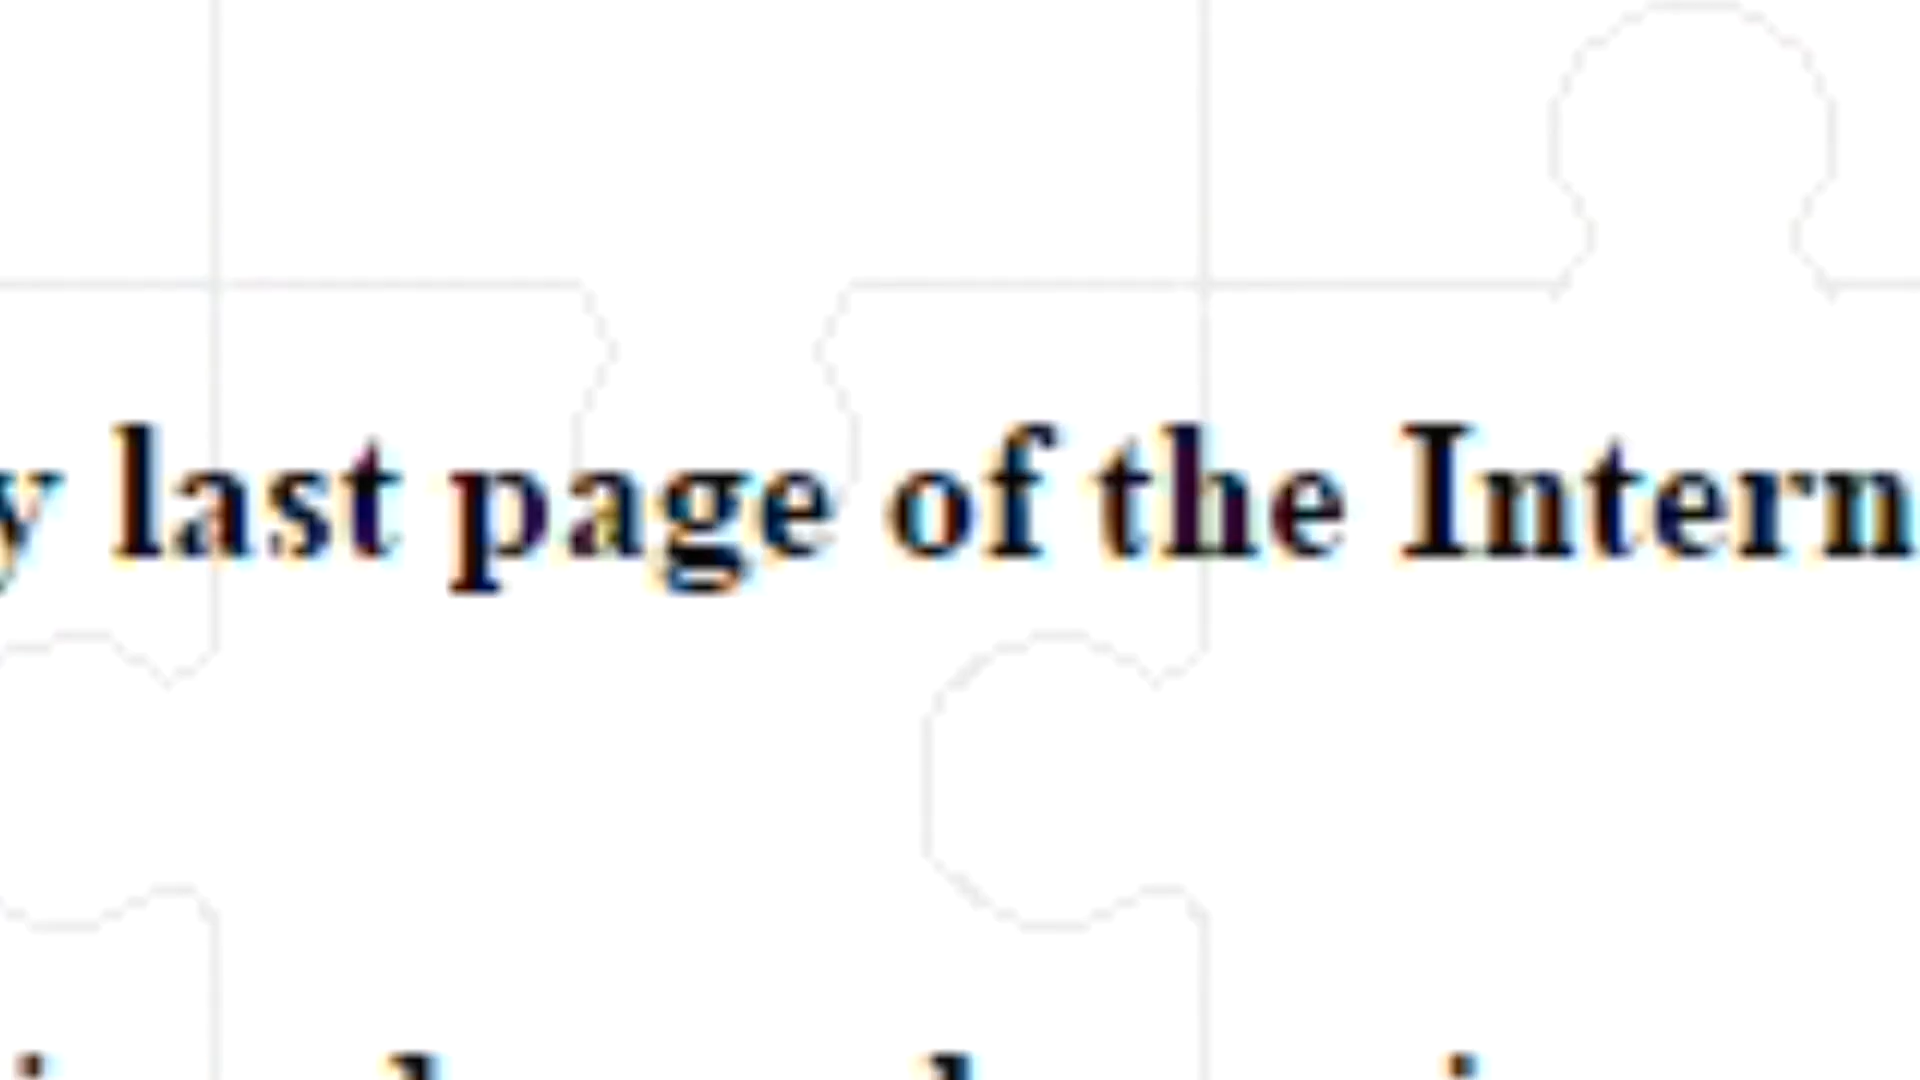 y last page of the Intern